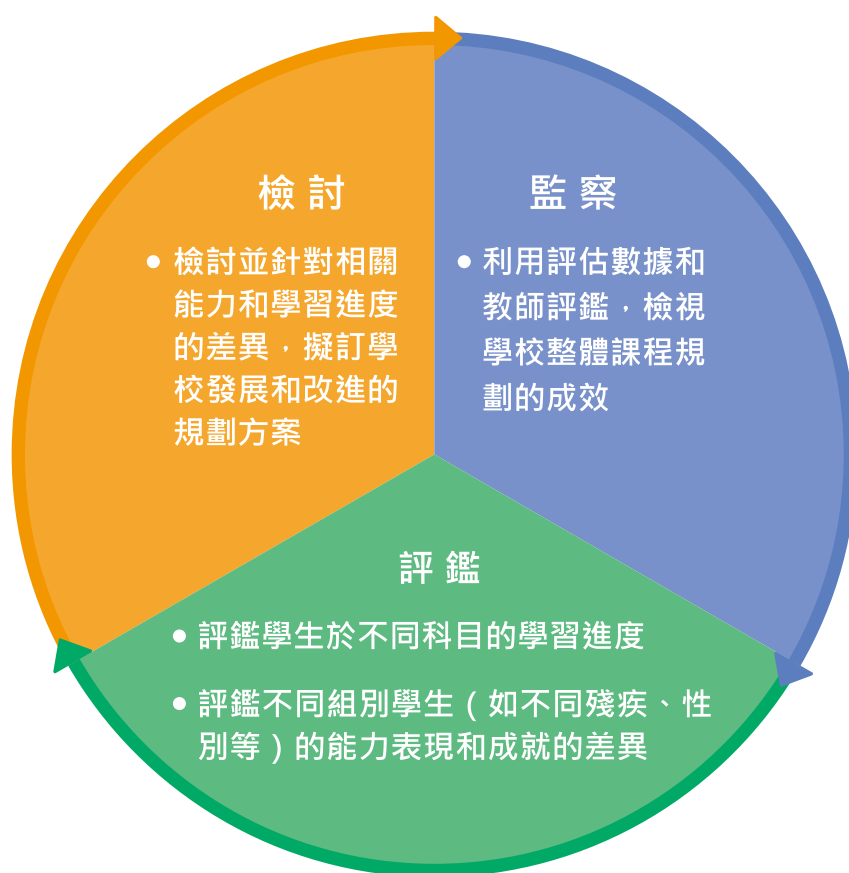 檢討
• 檢討並針對相關
能力和學習進度
的差異，擬訂學
校發展和改進的
規劃方案
監察
• 利用評估數據和
教師評鑑，檢視
學校整體課程規
劃的成效
評鑑
• 評鑑學生於不同科目的學習進度
• 評鑑不同組別學生（如不同殘疾、性
別等）的能力表現和成就的差異